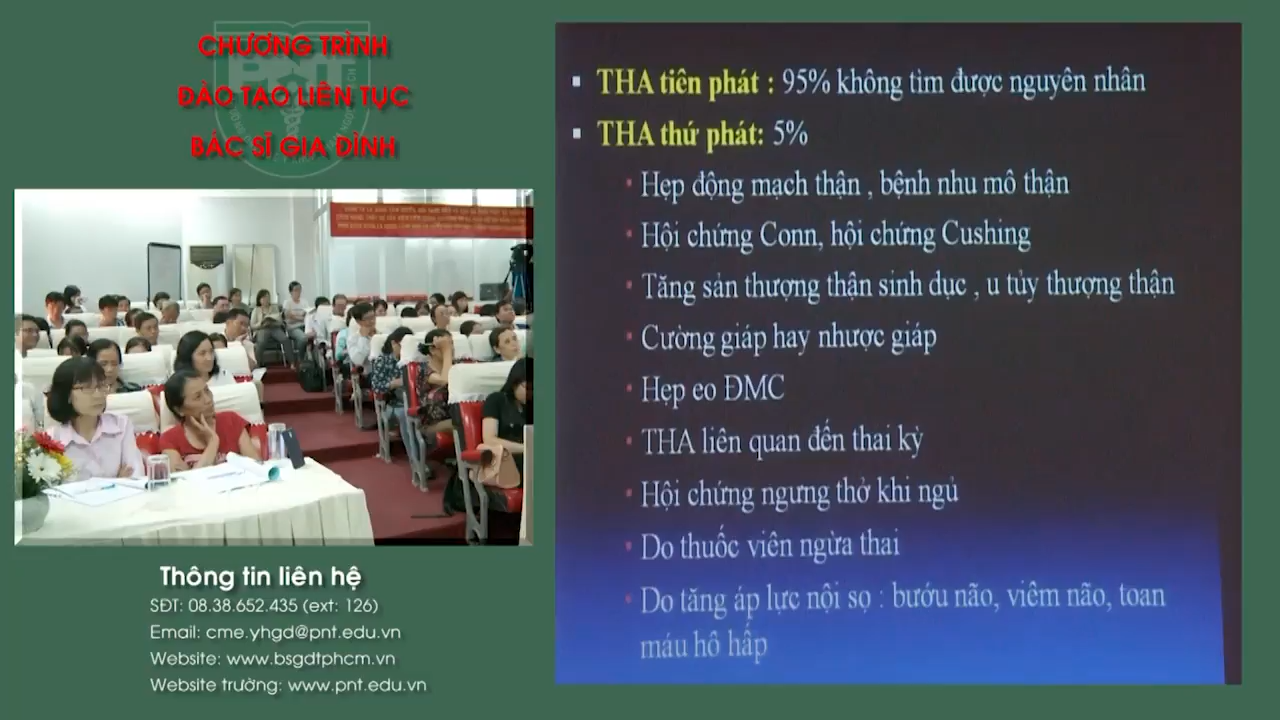 CHƯƠNG TRÌNH
ĐÀO TẠO LIÊN TỤC
BÁC SĨ GIA ĐÌNH
PNT
Thông tin liên hệ
SĐT: 08.38.652.435 (ext: 126)
Email: cme.yhgd@pnt.edu.vn
Website: www.bsgdtphcm.vn
Website trường: www.pnt.edu.vn
▪ THA tiên phát : 95% không tìm được nguyên nhân
▪ THA thứ phát: 5%
• Hẹp động mạch thận , bệnh nhu mô thận
• Hội chứng Conn, hội chứng Cushing
• Tăng sản thượng thận sinh dục , u tủy thượng thận
• Cường giáp hay nhược giáp
• Hẹp eo ĐMC
• THA liên quan đến thai kỳ
• Hội chứng ngưng thở khi ngủ
• Do thuốc viên ngừa thai
• Do tăng áp lực nội sọ : bướu não, viêm não, toan
máu hô hấp